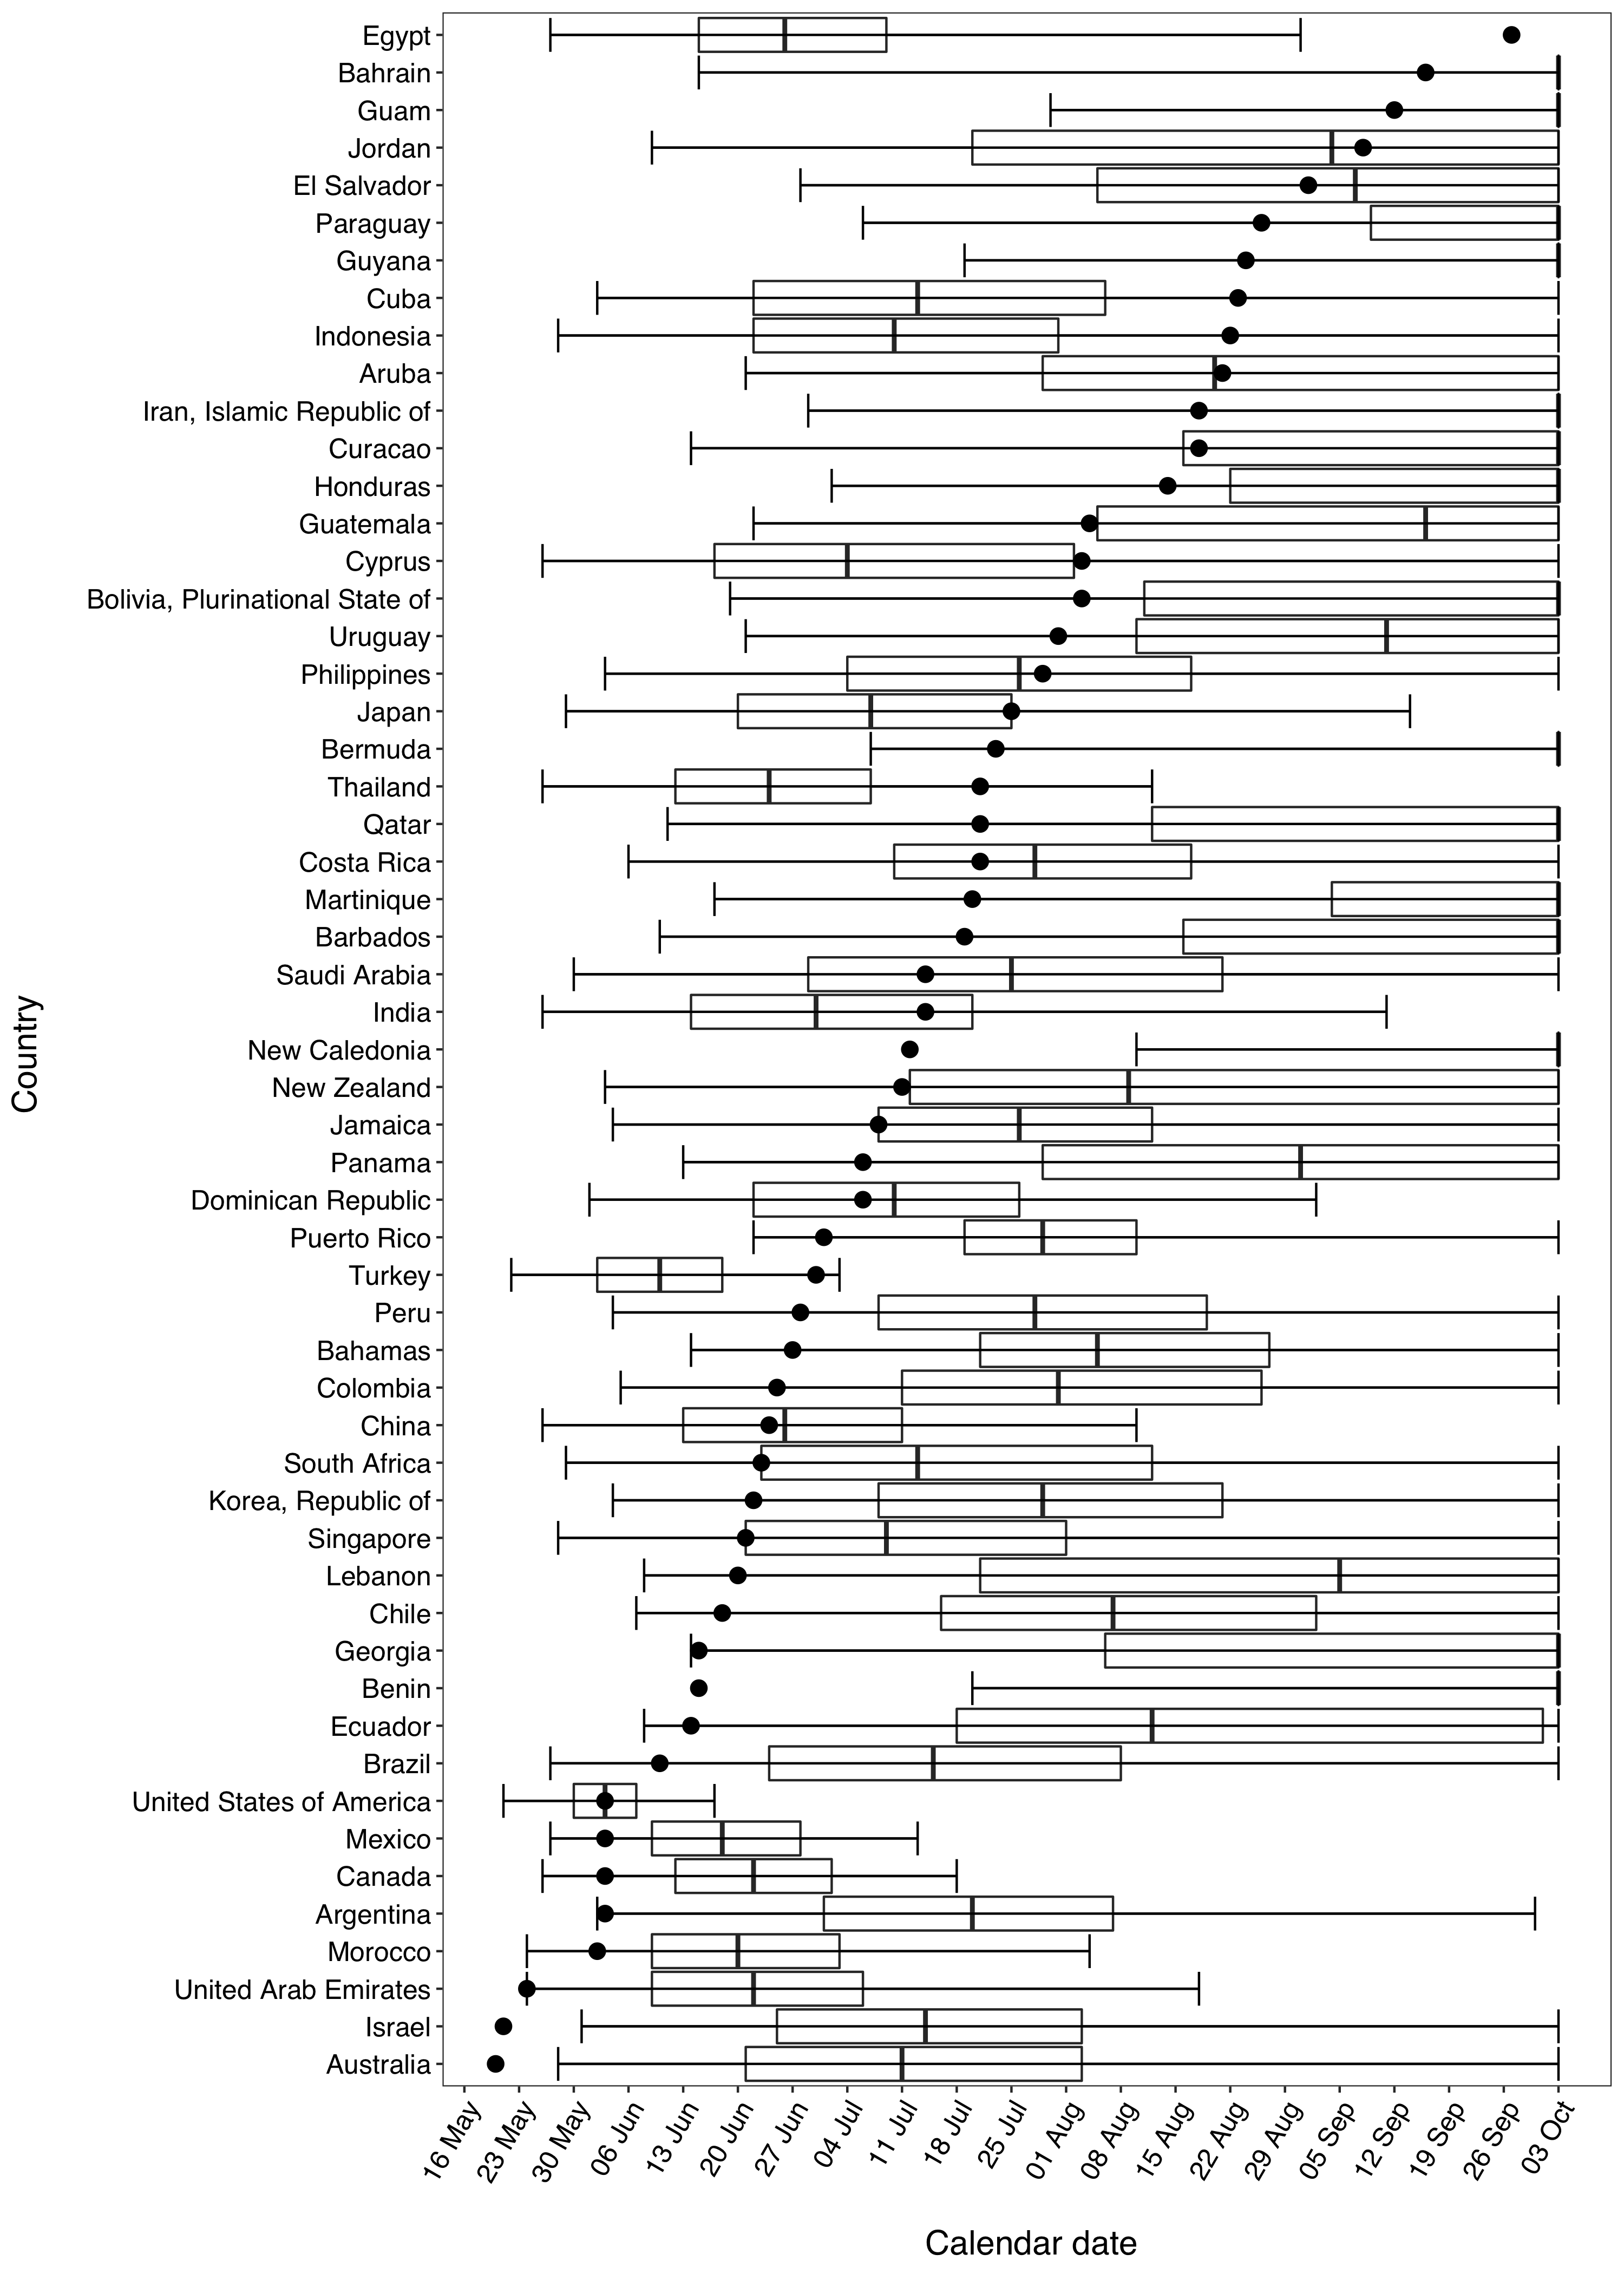 Egypt
Bahrain
Guam
Jordan
El Salvador
Paraguay
Guyana
Cuba
Indonesia
Aruba
Iran, Islamic Republic of
Curacao
Honduras
Guatemala
Cyprus
Bolivia, Plurinational State of
Uruguay
Philippines
Japan
Bermuda
Thailand
Qatar
Costa Rica
Martinique
Barbados
Saudi Arabia
India
New Caledonia
New Zealand
Jamaica
Panama
Dominican Republic
Puerto Rico
Turkey
Peru
Bahamas
Colombia
China
South Africa
Korea, Republic of
Singapore
Lebanon
Chile
Georgia
Benin
Ecuador
Brazil
United States of America
Mexico
Canada
Argentina
Morocco
United Arab Emirates
Israel
Australia
Country
16 May
23 May
30 May
06 Jun
13 Jun
20 Jun
27 Jun
04 Jul
11 Jul
18 Jul
25 Jul
01 Aug
08 Aug
15 Aug
22 Aug
29 Aug
05 Sep
12 Sep
19 Sep
26 Sep
03 Oct
Calendar date